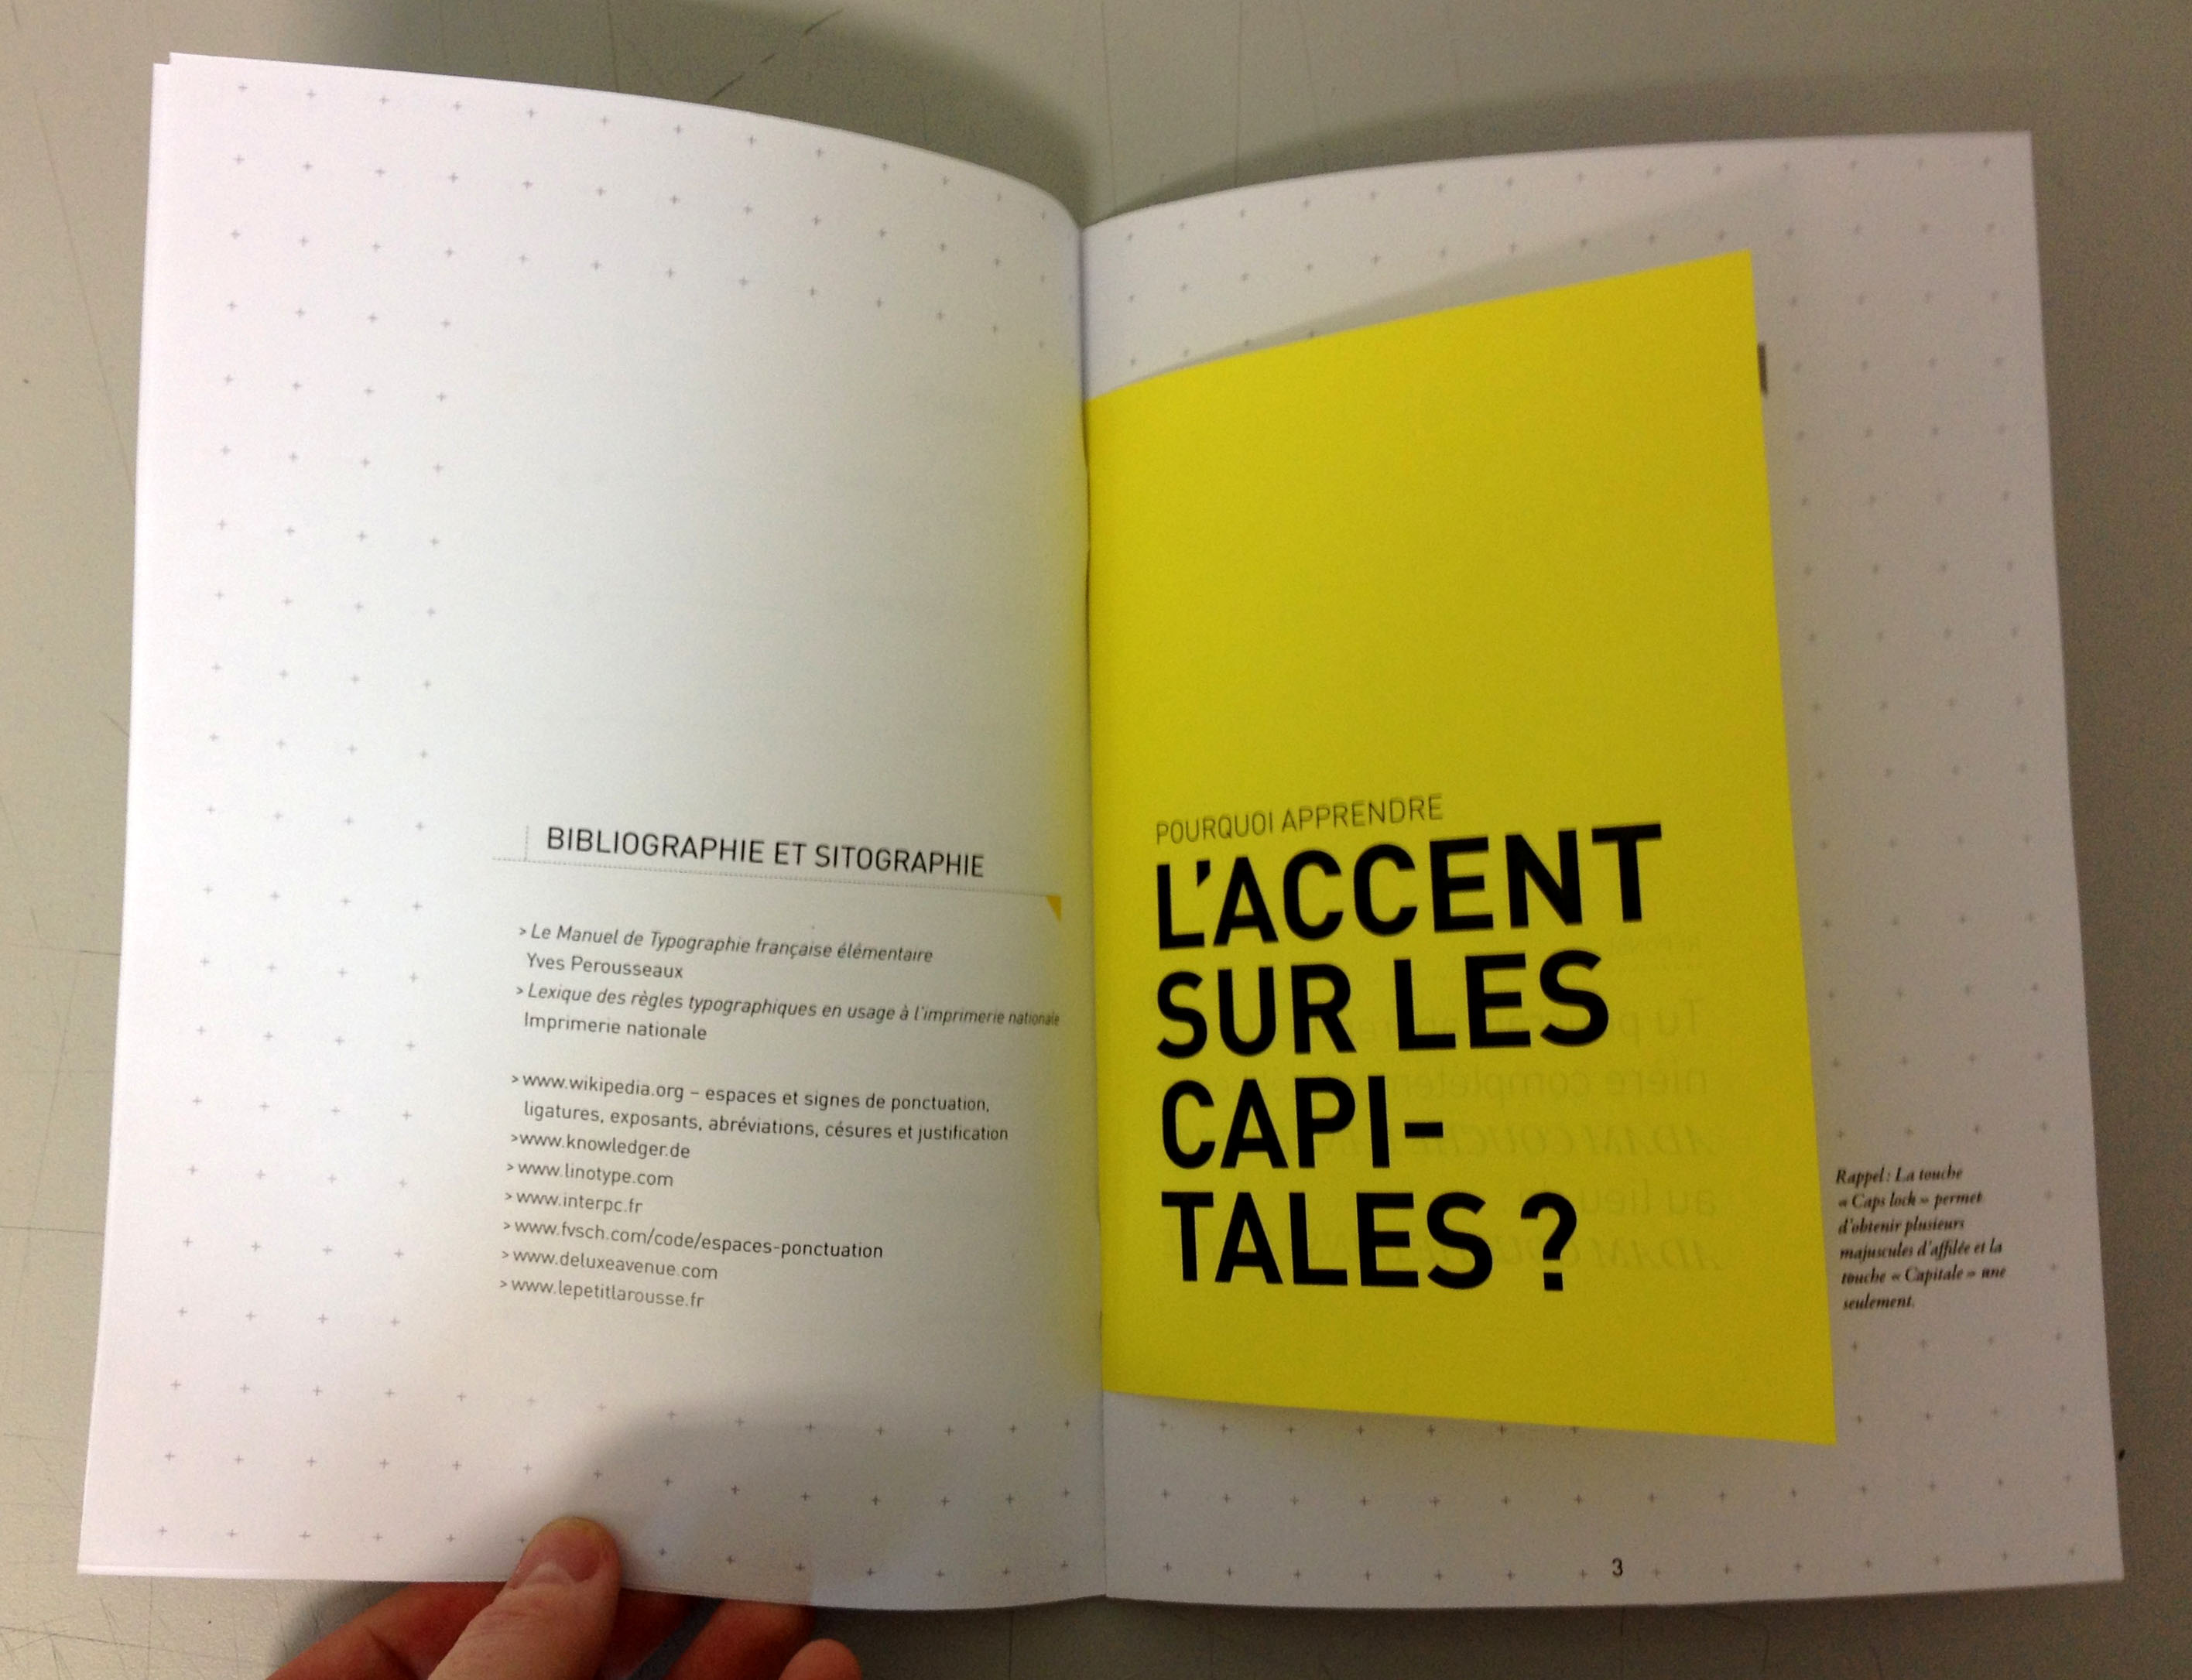 BIBLIOGRAPHIE ET SITOGRAPHIE
> Le Manuel de Typographie française élémentaire
Yves Perousseaux
> Lexique des règles typographiques en usage à l'imprimerie nationale
Imprimerie nationale
> www.wikipedia.org – espaces et signes de ponctuation,
ligatures, exposants, abréviations, césures et justification
>www.knowledger.de
> www.linotype.com
> www.interpc.fr
> www.fvsch.com/code/espaces-ponctuation
> www.deluxeavenue.com
> www.lepetitlarousse.fr
POURQUOI APPRENDRE
L'ACCENT
SUR LES
CAPI-
TALES ?
Rappel : La touche
« Caps lock » permet
d'obtenir plusieurs
majuscules d'affilée et la
touche « Capitale » une
seulement.
3